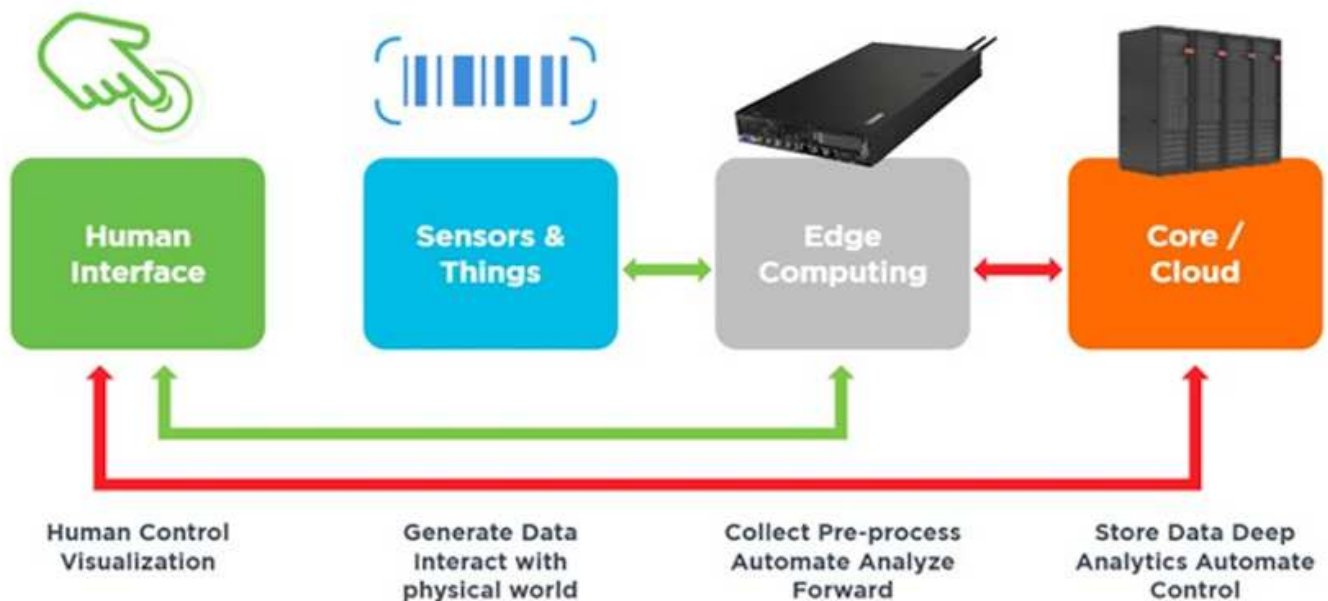 Human
Interface
Sensors &
Things
Edge
Computing
Core /
Cloud
Human Control
Visualization
Generate Data
Interact with
physical world
Collect Pre-process
Automate Analyze
Forward
Store Data Deep
Analytics Automate
Control